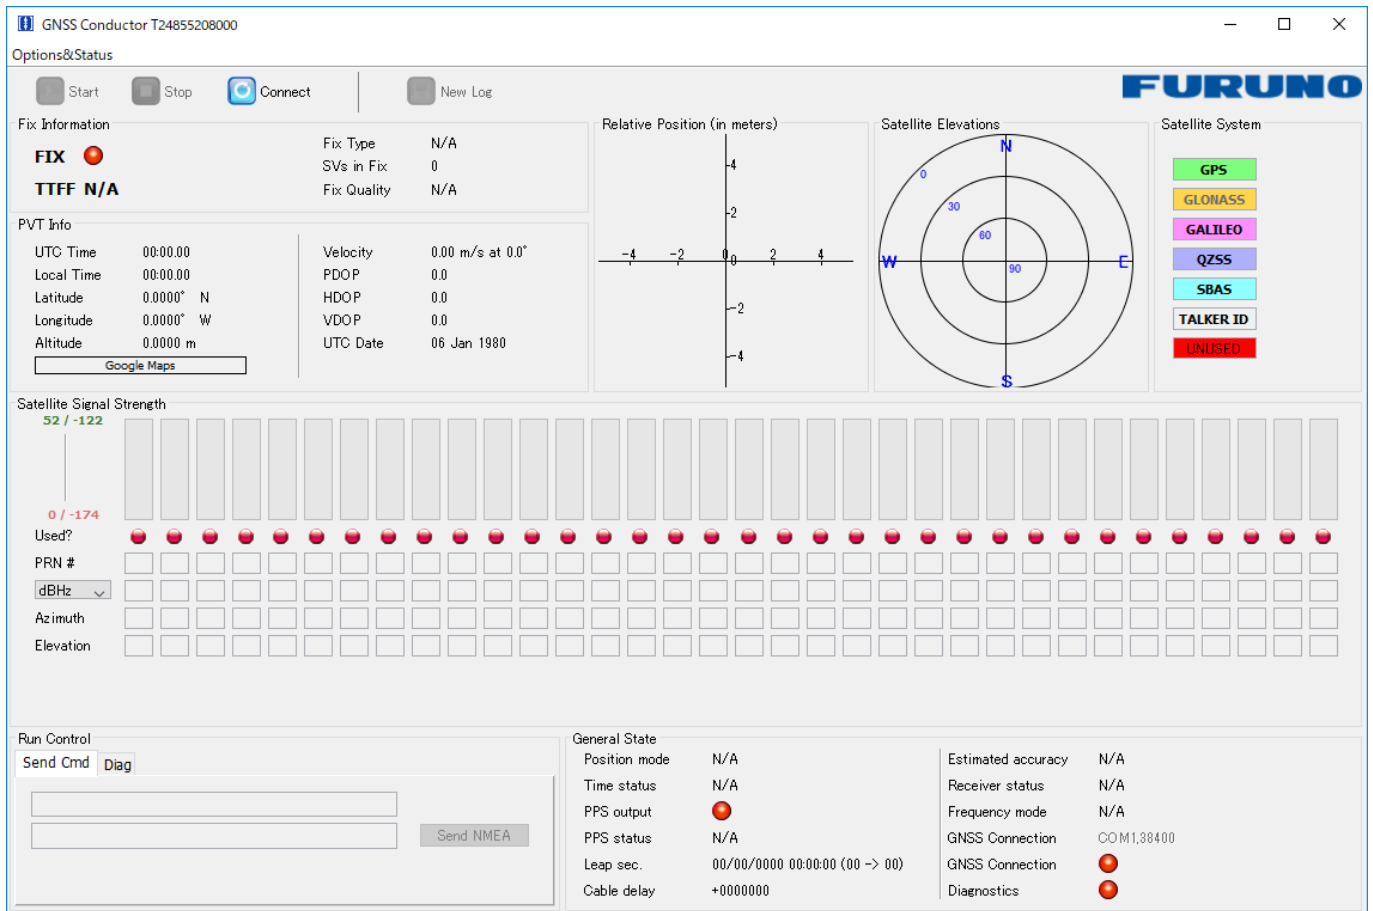 GNSS Conductor T24855208000
Options&Status
Start Stop Connect New Log FURUNO
Fix Information
FIX
TTFF N/A
Fix Type N/A
SVs in Fix 0
Fix Quality N/A
PVT Info
UTC Time 00:00.00
Local Time 00:00.00
Latitude 0.0000° N
Longitude 0.0000° W
Altitude 0.0000 m
Google Maps
Velocity 0.00 m/s at 0.0°
PDOP 0.0
HDOP 0.0
VDOP 0.0
UTC Date 06 Jan 1980
Relative Position (in meters)
-4
-2
-4 -2 0 0 2 4
-2
-4
Satellite Elevations
N
0
30
60
W 90 E
S
Satellite System
GPS
GLONASS
GALILEO
QZSS
SBAS
TALKER ID
UNUSED
Satellite Signal Strength
52 / -122
0 / -174
Used?
PRN #
dBHz
Azimuth
Elevation
Run Control
Send Cmd Diag
Send NMEA
General State
Position mode N/A
Time status N/A
PPS output
PPS status N/A
Leap sec. 00/00/0000 00:00:00 (00 -> 00)
Cable delay +0000000
Estimated accuracy N/A
Receiver status N/A
Frequency mode N/A
GNSS Connection COM1,38400
GNSS Connection
Diagnostics